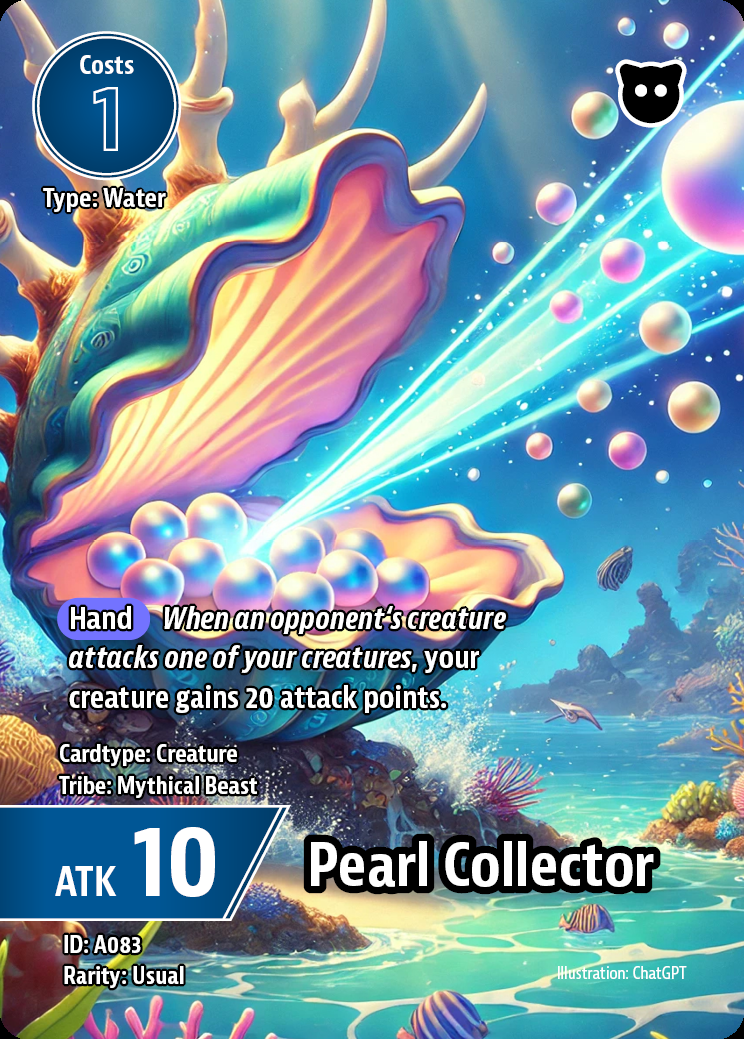 Costs
1
Type: Water
Hand When an opponent‘s creature
attacks one of your creatures, your
creature gains 20 attack points.
Cardtype: Creature
Tribe: Mythical Beast
ATK 10
Pearl Collector
ID: A083
Rarity: Usual
Illustration: ChatGPT